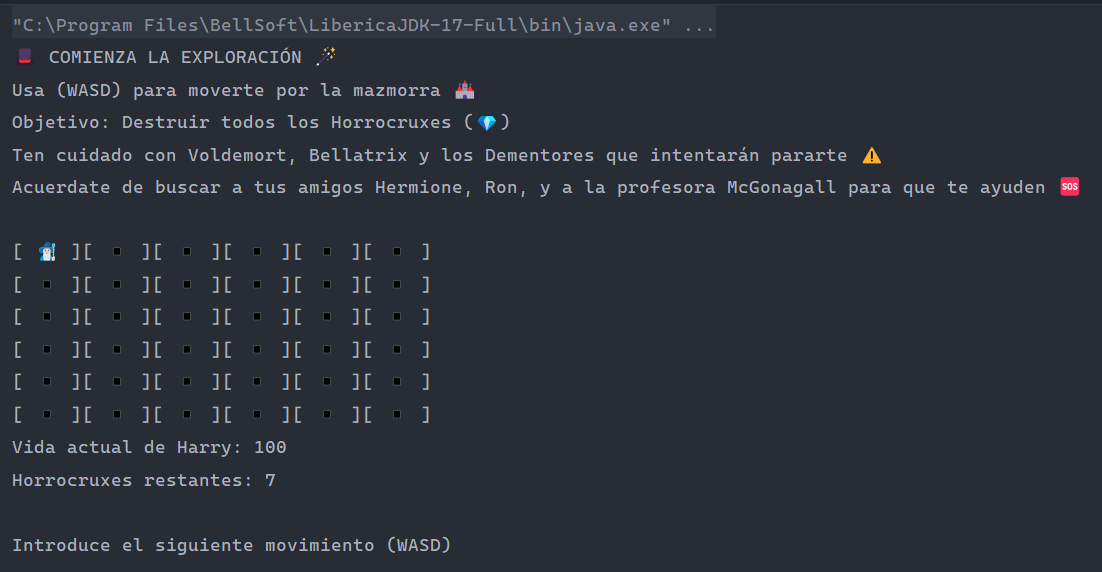 "C:\Program Files\BellSoft\LibericaJDK-17-Full\bin\java.exe" ...
COMIENZA LA EXPLORACIÓN 🪄
Usa (WASD) para moverte por la mazmorra 🏰
Objetivo: Destruir todos los Horrocruxes (💎)
Ten cuidado con Voldemort, Bellatrix y los Dementores que intentarán pararte ⚠️
Acuerdate de buscar a tus amigos Hermione, Ron, y a la profesora McGonagall para que te ayuden 🆘
[ 🧙 ][ ▪ ][ ▪ ][ ▪ ][ ▪ ][ ▪ ]
[ ▪ ][ ▪ ][ ▪ ][ ▪ ][ ▪ ][ ▪ ]
[ ▪ ][ ▪ ][ ▪ ][ ▪ ][ ▪ ][ ▪ ]
[ ▪ ][ ▪ ][ ▪ ][ ▪ ][ ▪ ][ ▪ ]
[ ▪ ][ ▪ ][ ▪ ][ ▪ ][ ▪ ][ ▪ ]
[ ▪ ][ ▪ ][ ▪ ][ ▪ ][ ▪ ][ ▪ ]
Vida actual de Harry: 100
Horrocruxes restantes: 7
Introduce el siguiente movimiento (WASD)